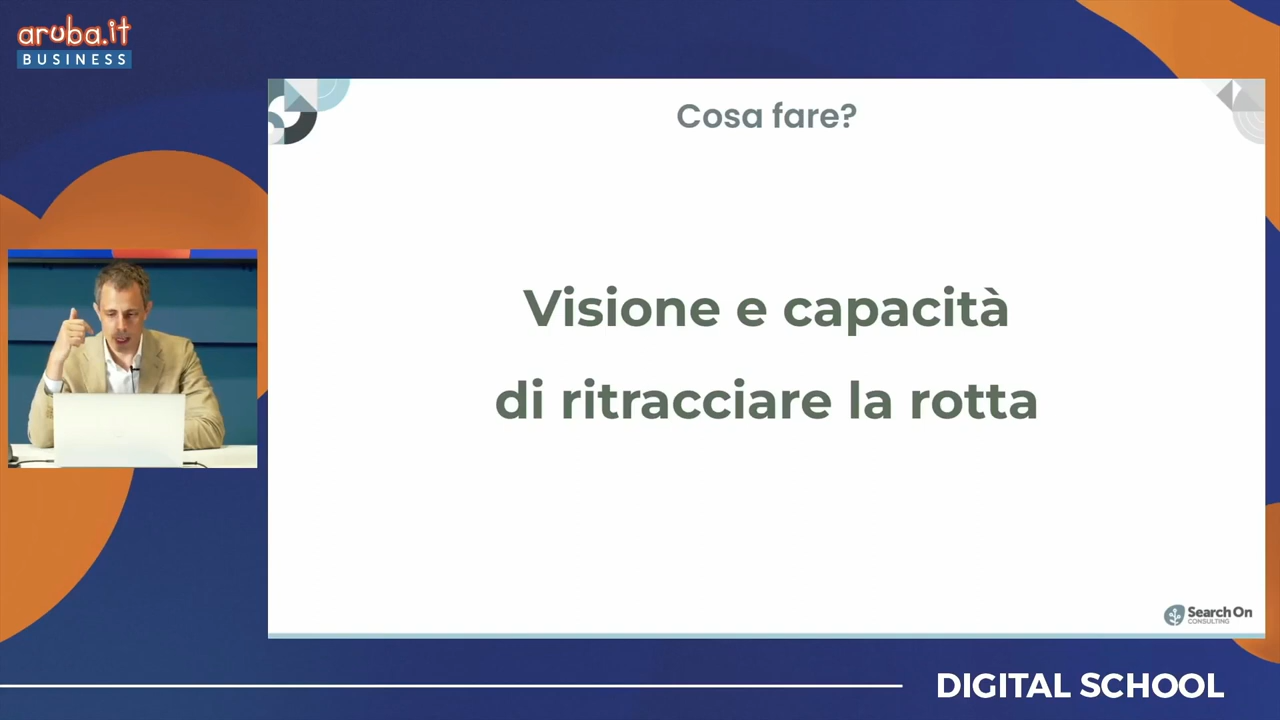 aruba.it
BUSINESS
Cosa fare?
Visione e capacità
di ritracciare la rotta
Search On
CONSULTING
DIGITAL SCHOOL